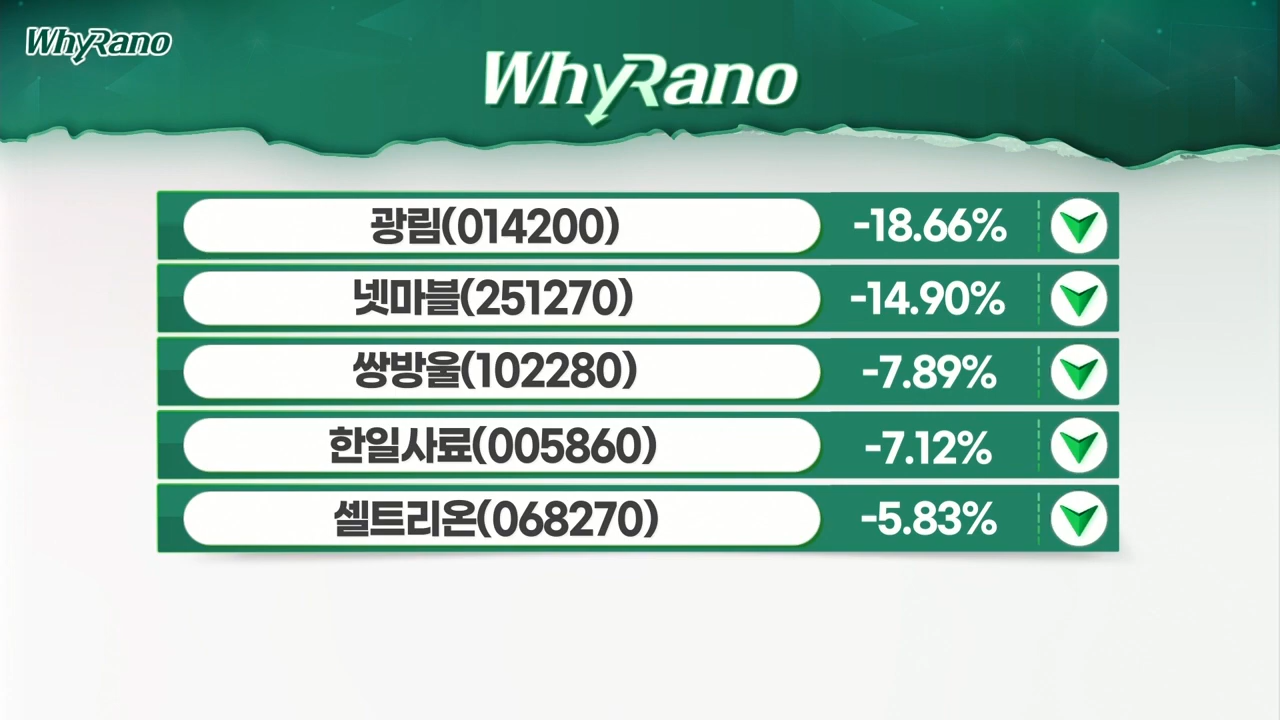 WhyRano
WhyRano
광림(014200) -18.66%
넷마블(251270) -14.90%
쌍방울(102280) -7.89%
한일사료(005860) -7.12%
셀트리온(068270) -5.83%